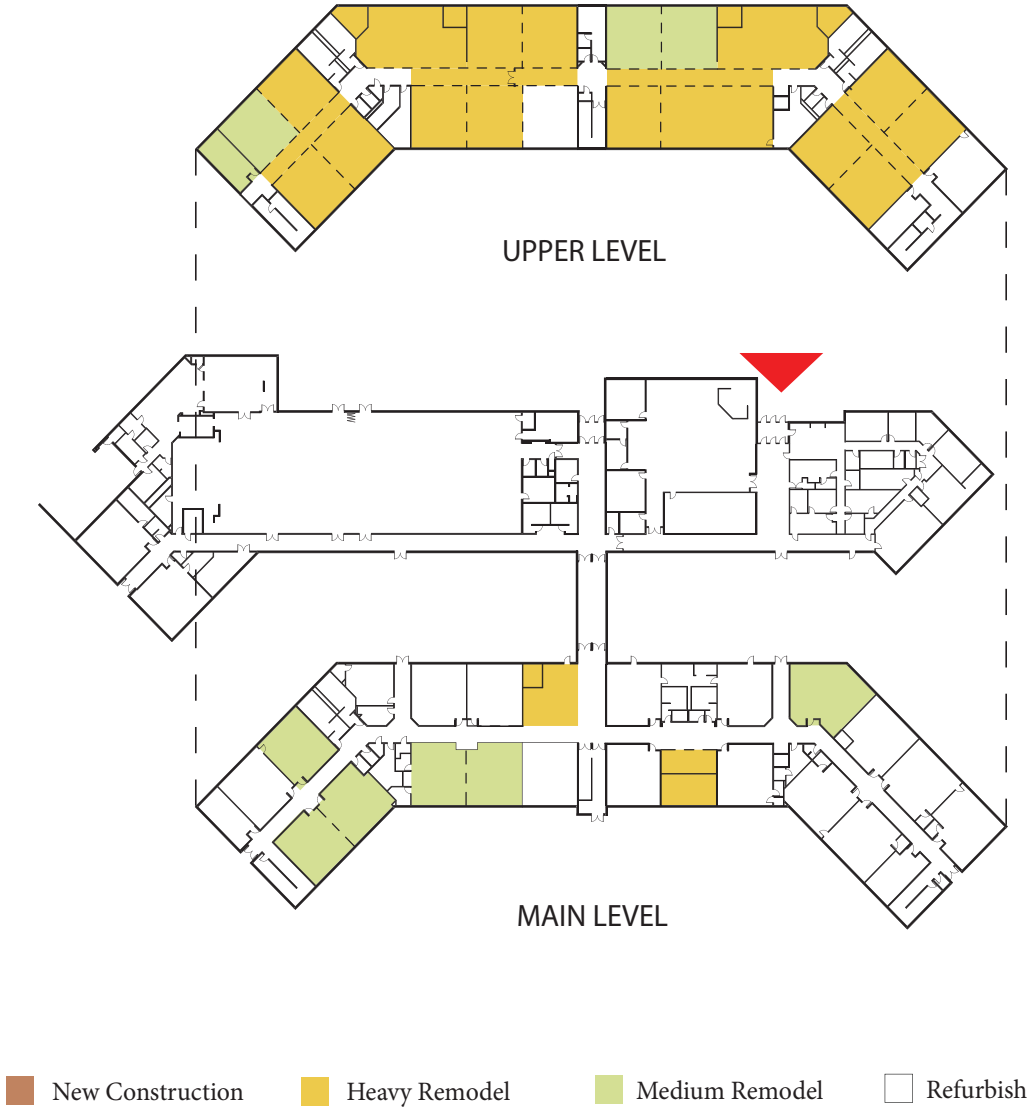 UPPER LEVEL
MAIN LEVEL
New Construction Heavy Remodel Medium Remodel Refurbish